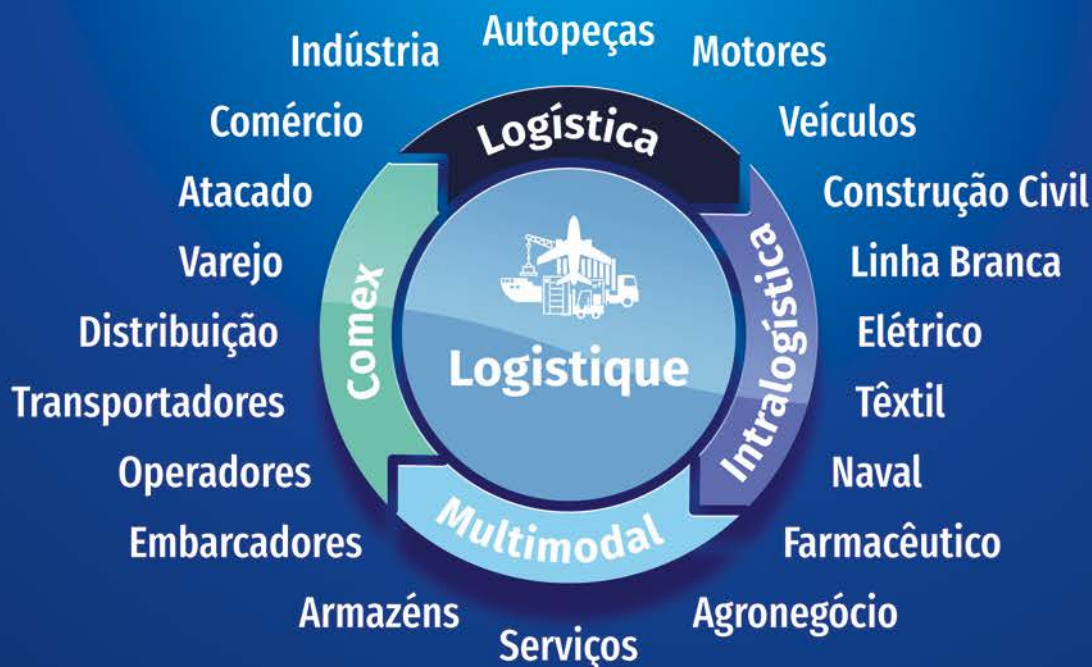 Autopeças
Indústria
Motores
Comércio
Logística
Veículos
Atacado
Construção Civil
Varejo
Comex
Logistique
Intralogística
Linha Branca
Distribuição
Elétrico
Transportadores
Têxtil
Operadores
Naval
Embarcadores
Multimodal
Farmacêutico
Armazéns
Agronegócio
Serviços